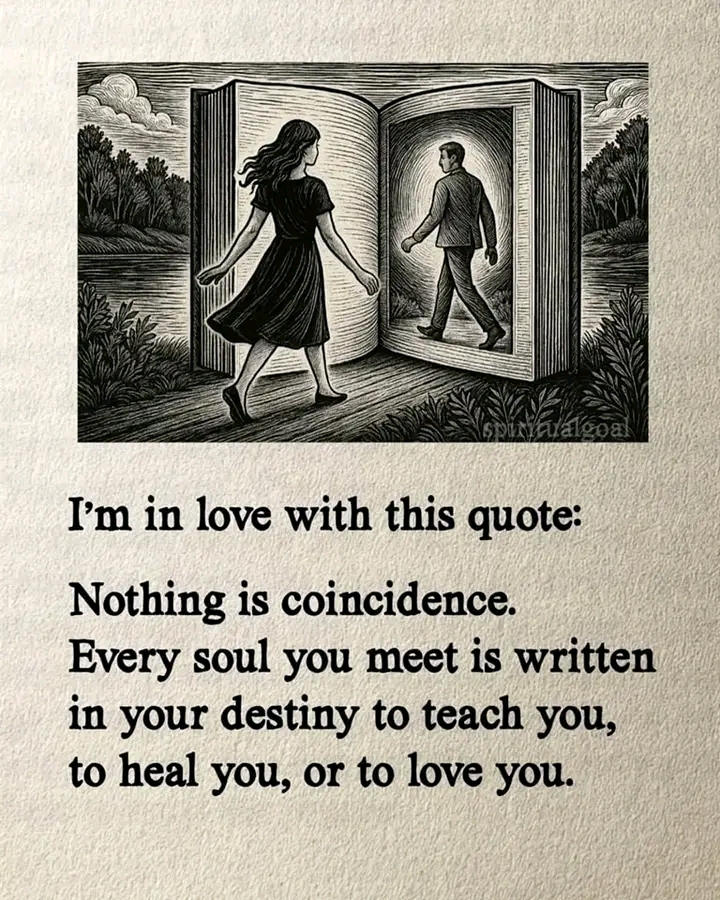 spiritualgoal
I'm in love with this quote:
Nothing is coincidence.
Every soul you meet is written
in your destiny to teach you,
to heal you, or to love you.